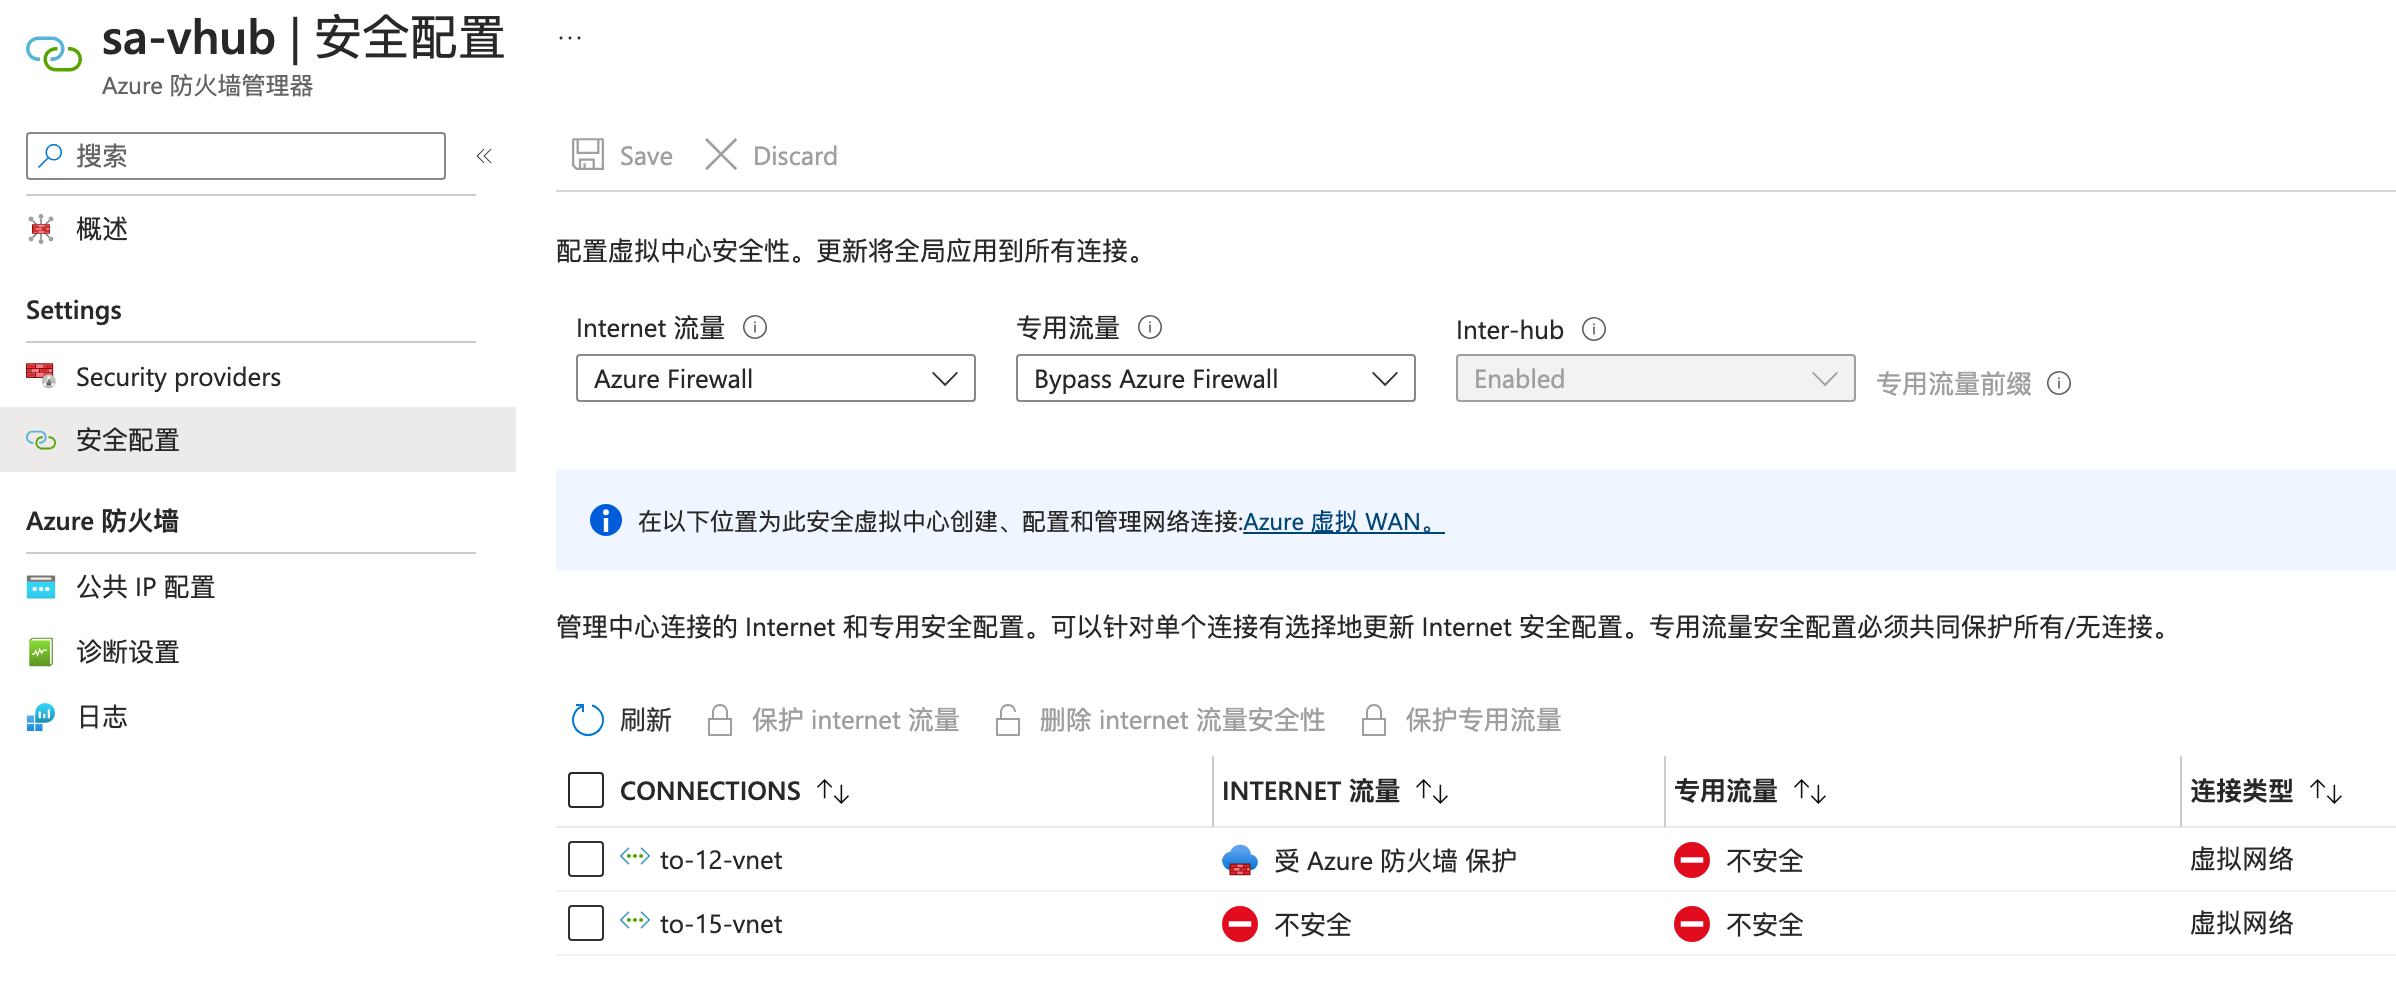 sa-vhub | 安全配置 ...
Azure 防火墙管理器
搜索
«
概述
Settings
Security providers
安全配置
Azure 防火墙
公共 IP 配置
诊断设置
日志
Save Discard
配置虚拟中心安全性。更新将全局应用到所有连接。
Internet 流量 专用流量 Inter-hub
Azure Firewall Bypass Azure Firewall Enabled 专用流量前缀
在以下位置为此安全虚拟中心创建、配置和管理网络连接:Azure 虚拟 WAN。
管理中心连接的 Internet 和专用安全配置。可以针对单个连接有选择地更新 Internet 安全配置。专用流量安全配置必须共同保护所有/无连接。
刷新 保护 internet 流量 删除 internet 流量安全性 保护专用流量
CONNECTIONS ↑↓ INTERNET 流量 ↑↓ 专用流量 ↑↓ 连接类型 ↑↓
to-12-vnet 受 Azure 防火墙 保护 不安全 虚拟网络
to-15-vnet 不安全 不安全 虚拟网络